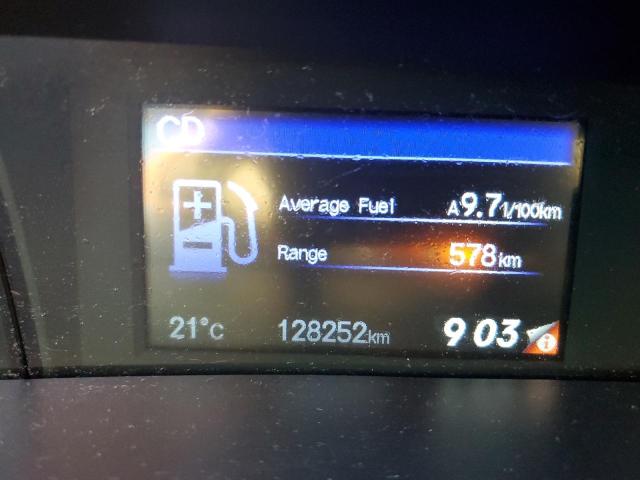 CD
Average Fuel A9.7l/100km
Range 578km
21°C 128252km 9 03 i